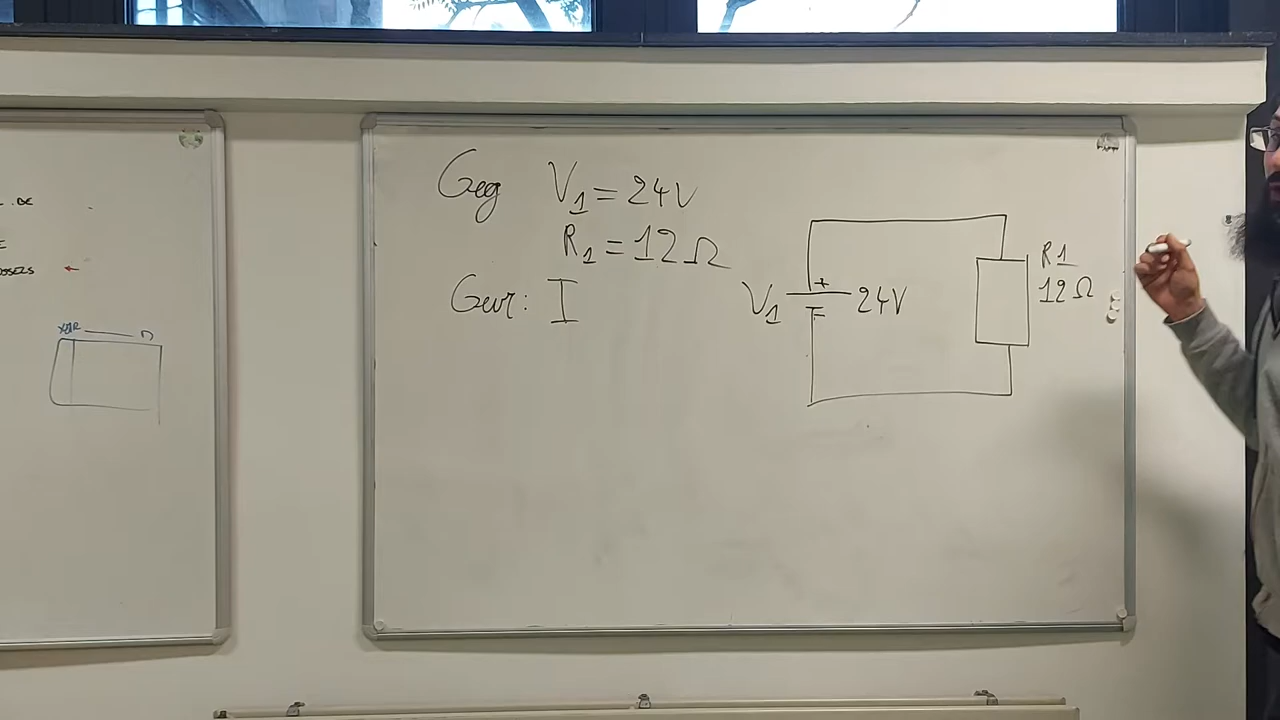 Geg V1 = 24V
R1 = 12 Ω
Gevr: I
V1
+
24V
R1
12 Ω